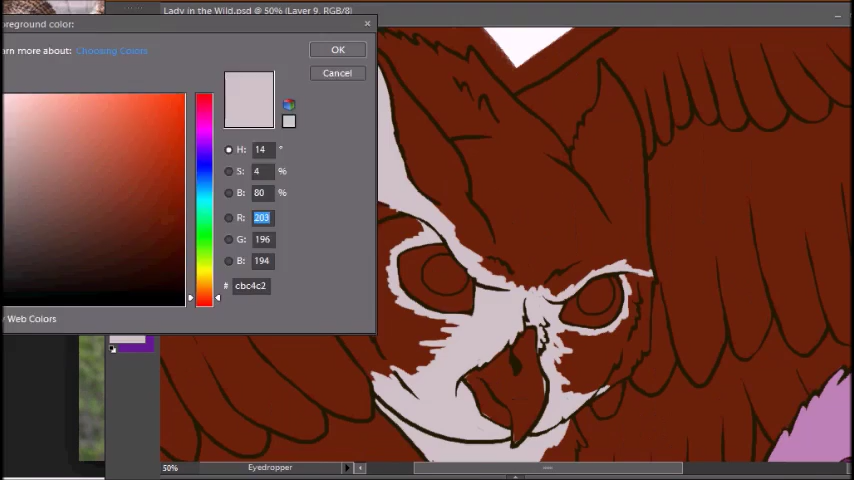 Lady in the Wild.psd @ 50% (Layer 9, RGB/8)
oreground color:
arn more about: Choosing Colors
OK
Cancel
H: 14 °
S: 4 %
B: 80 %
R: 203
G: 196
B: 194
# cbc4c2
Web Colors
50% Eyedropper